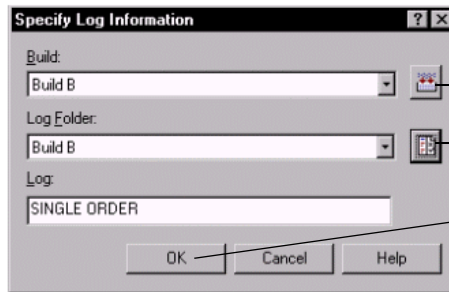 Specify Log Information
Build:
Build B
Log Folder:
Build B
Log:
SINGLE ORDER
OK Cancel Help